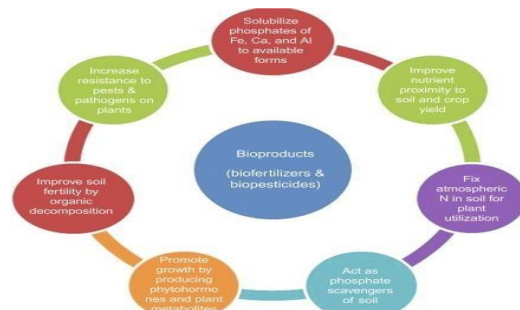 Solubilize
phosphates of
Fe, Ca, and Al
to available
forms
Improve
nutrient
proximity to
soil and crop
yield
Fix
atmospheric
N in soil for
plant
utilization
Act as
phosphate
scavengers
of soil
Promote
growth by
producing
phytohormo
nes and plant
metabolites
Improve soil
fertility by
organic
decomposition
Increase
resistance to
pests &
pathogens on
plants
Bioproducts
(biofertilizers &
biopesticides)